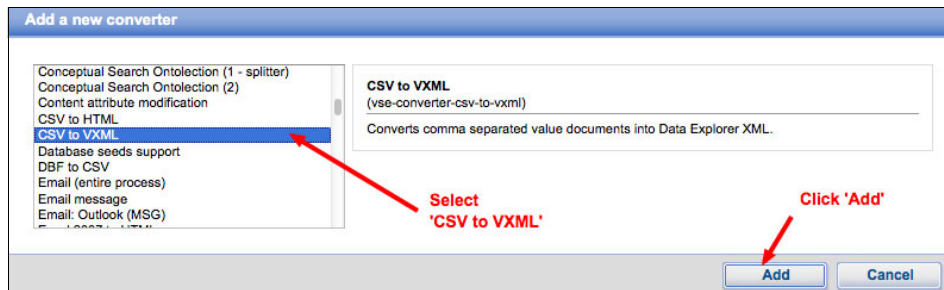 Add a new converter
Conceptual Search Ontolection (1 - splitter)
Conceptual Search Ontolection (2)
Content attribute modification
CSV to HTML
CSV to VXML
Database seeds support
DBF to CSV
Email (entire process)
Email message
Email: Outlook (MSG)
CSV to VXML
(vse-converter-csv-to-vxml)
Converts comma separated value documents into Data Explorer XML.
Select
'CSV to VXML'
Click 'Add'
Add
Cancel